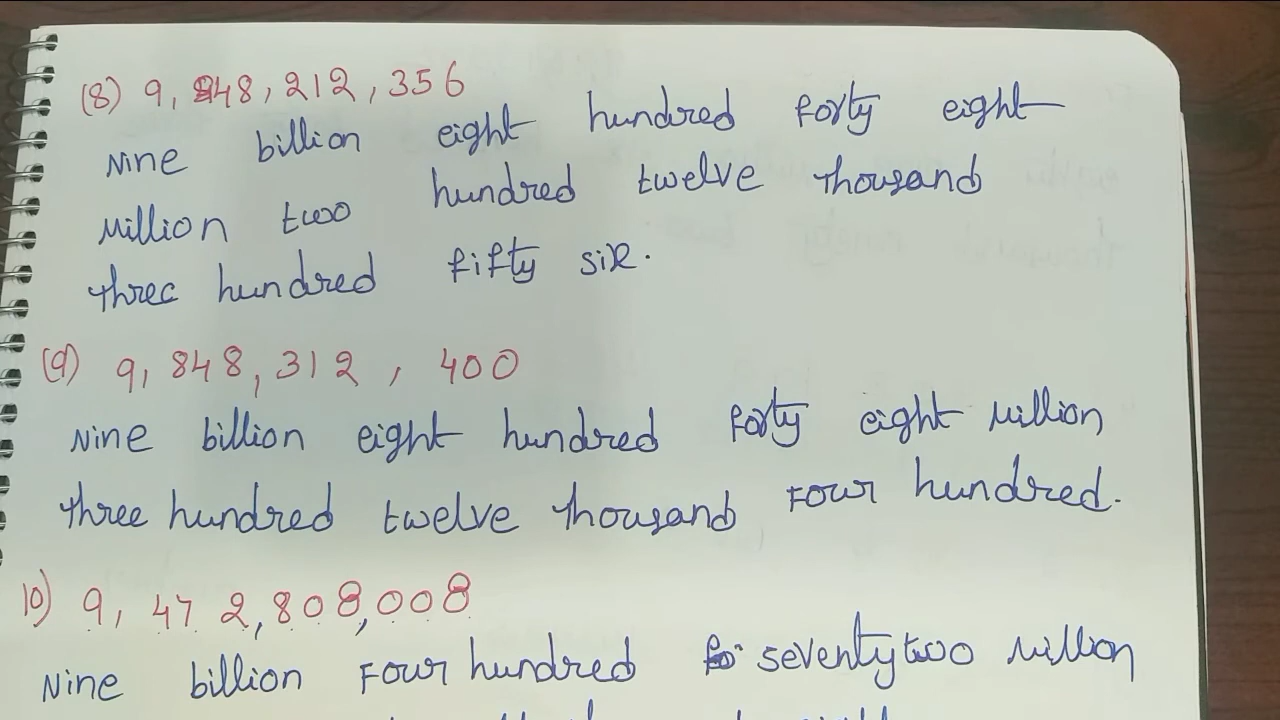 (8) 9, 848, 212, 356
Nine billion eight hundred forty eight
Million two hundred twelve thousand
three hundred fifty six.
(9) 9, 848, 312, 400
Nine billion eight hundred forty eight Million
three hundred twelve thousand Four hundred.
10) 9, 472,808,008
Nine billion Four hundred fo seventytwo Million